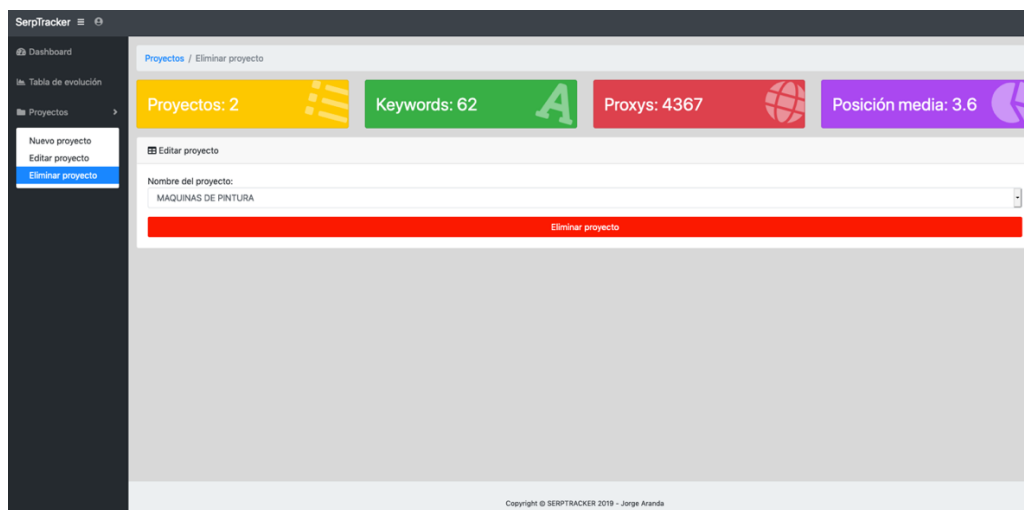 SerpTracker
Dashboard
Tabla de evolución
Proyectos
Nuevo proyecto
Editar proyecto
Eliminar proyecto
Proyectos / Eliminar proyecto
Proyectos: 2
Keywords: 62
Proxys: 4367
Posición media: 3.6
Editar proyecto
Nombre del proyecto:
MAQUINAS DE PINTURA
Eliminar proyecto
Copyright © SERPTRACKER 2019 - Jorge Aranda